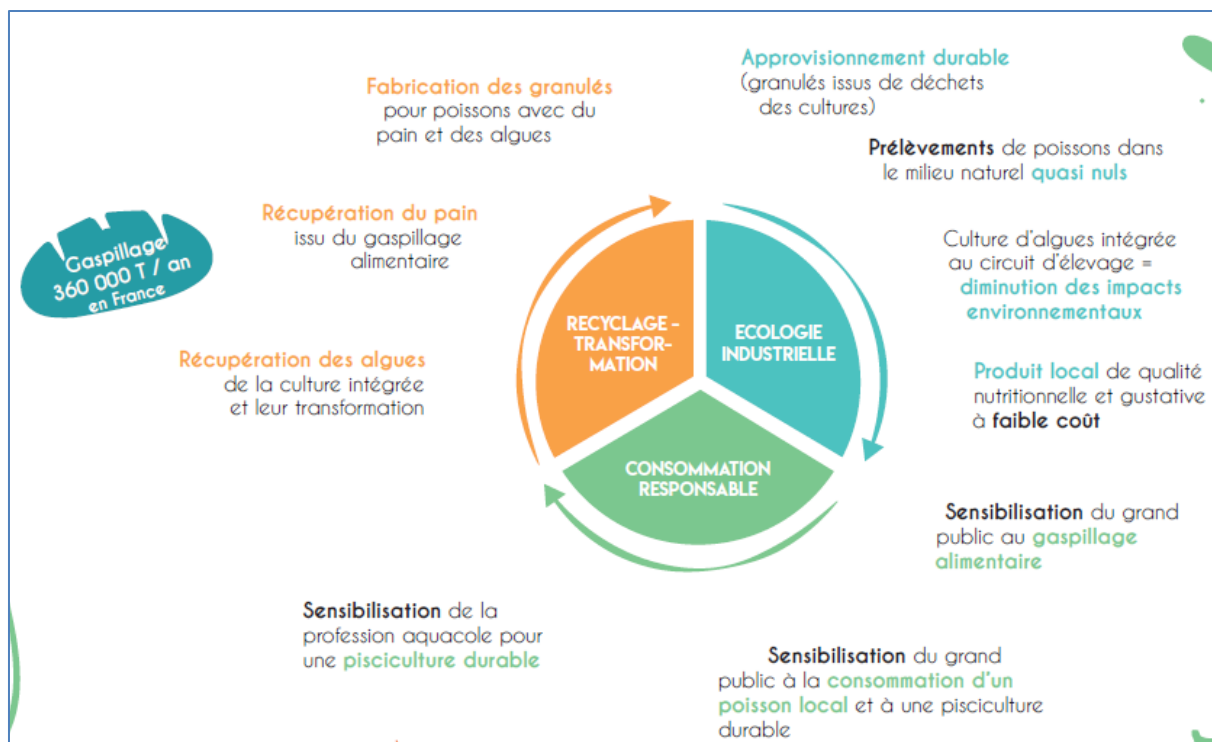 Fabrication des granulés
pour poissons avec du
pain et des algues
Approvisionnement durable
(granulés issus de déchets
des cultures)
Prélèvements de poissons dans
le milieu naturel quasi nuls
Récupération du pain
issu du gaspillage
alimentaire
Gaspillage
360 000 T / an
en France
Culture d'algues intégrée
au circuit d'élevage =
diminution des impacts
environnementaux
RECYCLAGE -
TRANSFOR-
MATION
ECOLOGIE
INDUSTRIELLE
Récupération des algues
de la culture intégrée
et leur transformation
Produit local de qualité
nutritionnelle et gustative
à faible coût
CONSOMMATION
RESPONSABLE
Sensibilisation du grand
public au gaspillage
alimentaire
Sensibilisation de la
profession aquacole pour
une pisciculture durable
Sensibilisation du grand
public à la consommation d'un
poisson local et à une pisciculture
durable